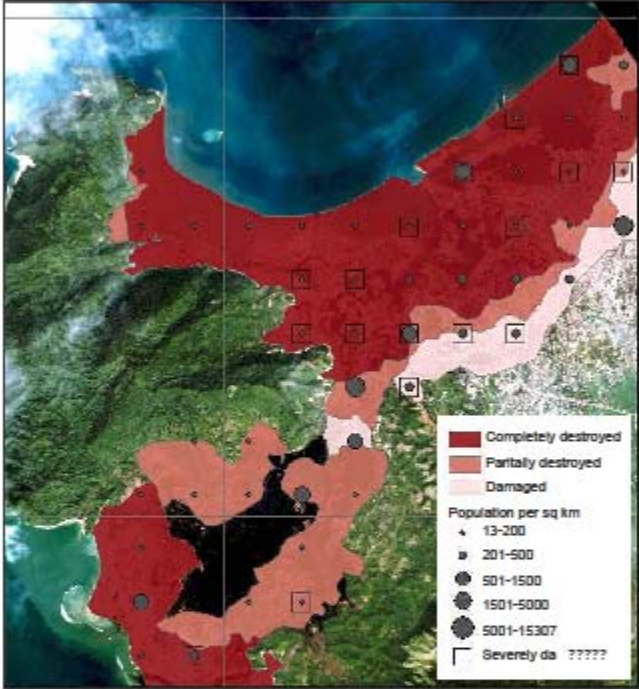 Completely destroyed
Paritally destroyed
Damaged
Population per sq km
13-200
201-500
501-1500
1501-5000
5001-15307
Severely da ?????